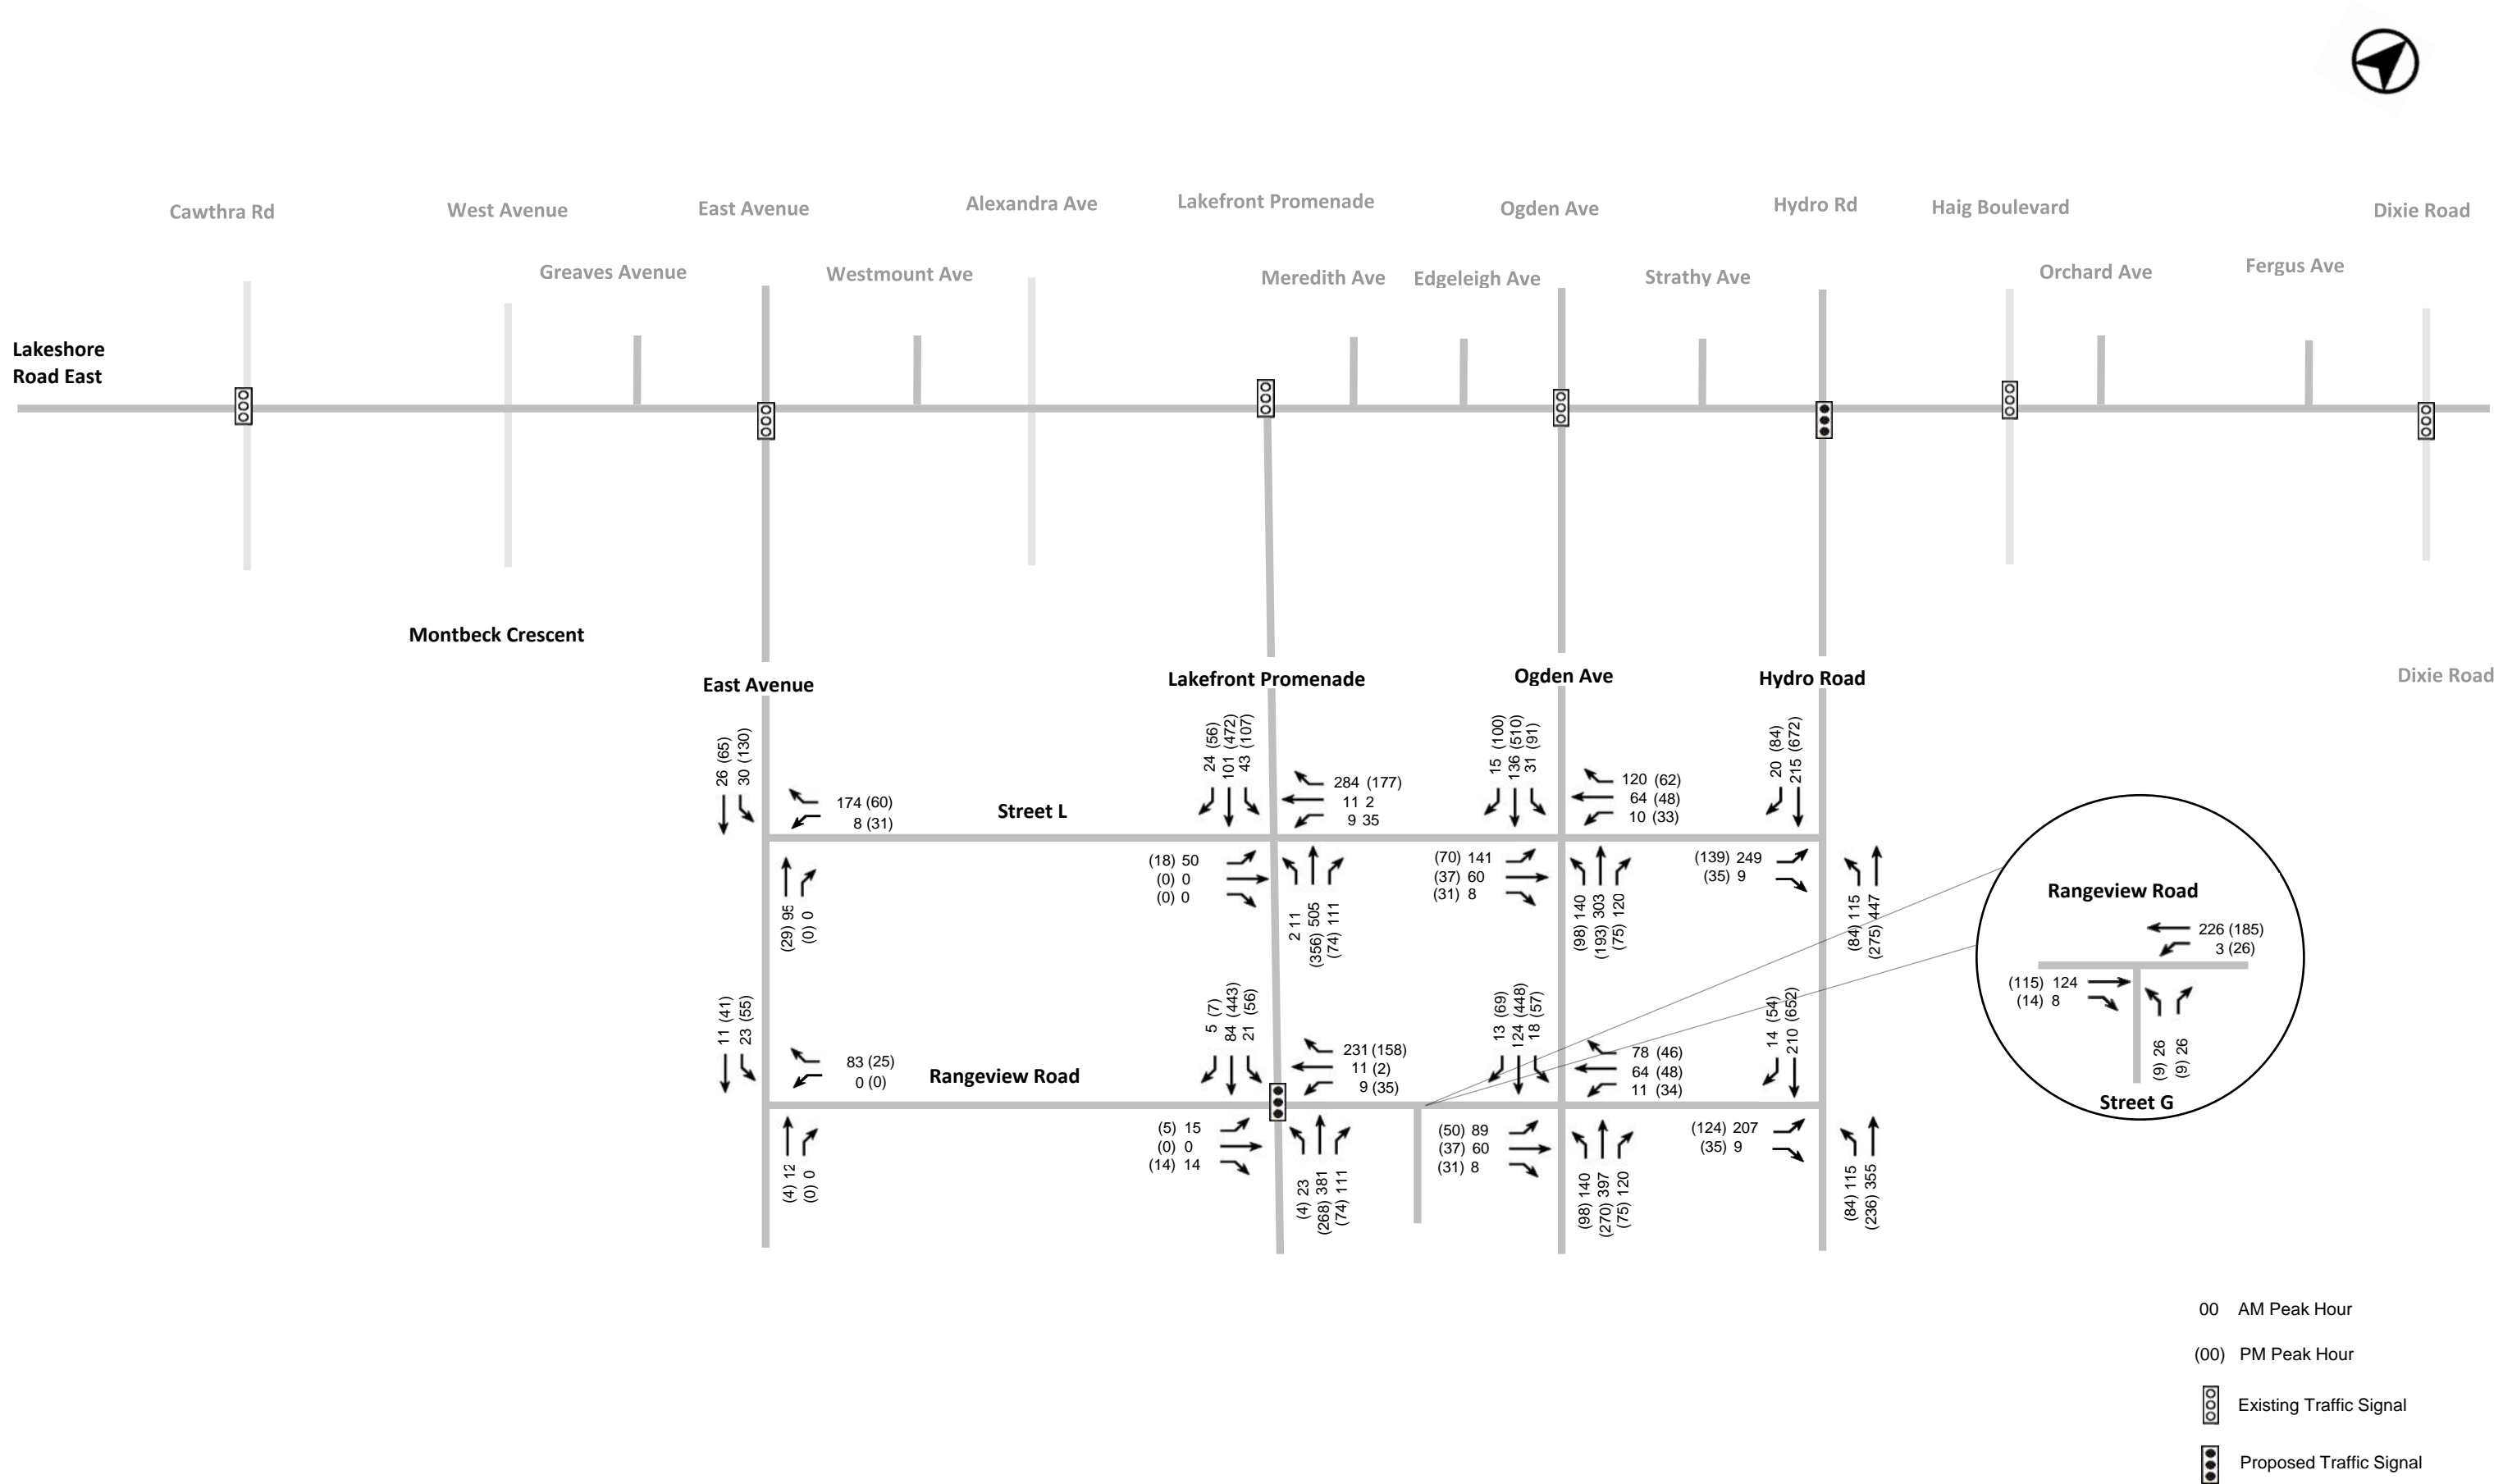 Cawthra Rd
West Avenue
East Avenue
Alexandra Ave
Lakefront Promenade
Ogden Ave
Hydro Rd
Haig Boulevard
Dixie Road
Greaves Avenue
Westmount Ave
Meredith Ave
Edgeleigh Ave
Strathy Ave
Orchard Ave
Fergus Ave
Lakeshore
Road East
Montbeck Crescent
East Avenue
Lakefront Promenade
Ogden Ave
Hydro Road
Dixie Road
26 (65)
30 (130)
174 (60)
8 (31)
Street L
24 (56)
101 (472)
43 (107)
284 (177)
11 2
9 35
15 (100)
136 (510)
31 (91)
120 (62)
64 (48)
10 (33)
20 (84)
215 (672)
(29) 95
(0) 0
(18) 50
(0) 0
(0) 0
2 11
(356) 505
(74) 111
(70) 141
(37) 60
(31) 8
(98) 140
(193) 303
(75) 120
(139) 249
(35) 9
(84) 115
(275) 447
Rangeview Road
226 (185)
3 (26)
(115) 124
(14) 8
(9) 26
(9) 26
Street G
11 (41)
23 (55)
83 (25)
0 (0)
Rangeview Road
5 (7)
84 (443)
21 (56)
231 (158)
11 (2)
9 (35)
13 (69)
124 (448)
18 (57)
78 (46)
64 (48)
11 (34)
14 (54)
210 (652)
(4) 12
(0) 0
(5) 15
(0) 0
(14) 14
(4) 23
(268) 381
(74) 111
(50) 89
(37) 60
(31) 8
(98) 140
(270) 397
(75) 120
(124) 207
(35) 9
(84) 115
(236) 355
00 AM Peak Hour
(00) PM Peak Hour
Existing Traffic Signal
Proposed Traffic Signal